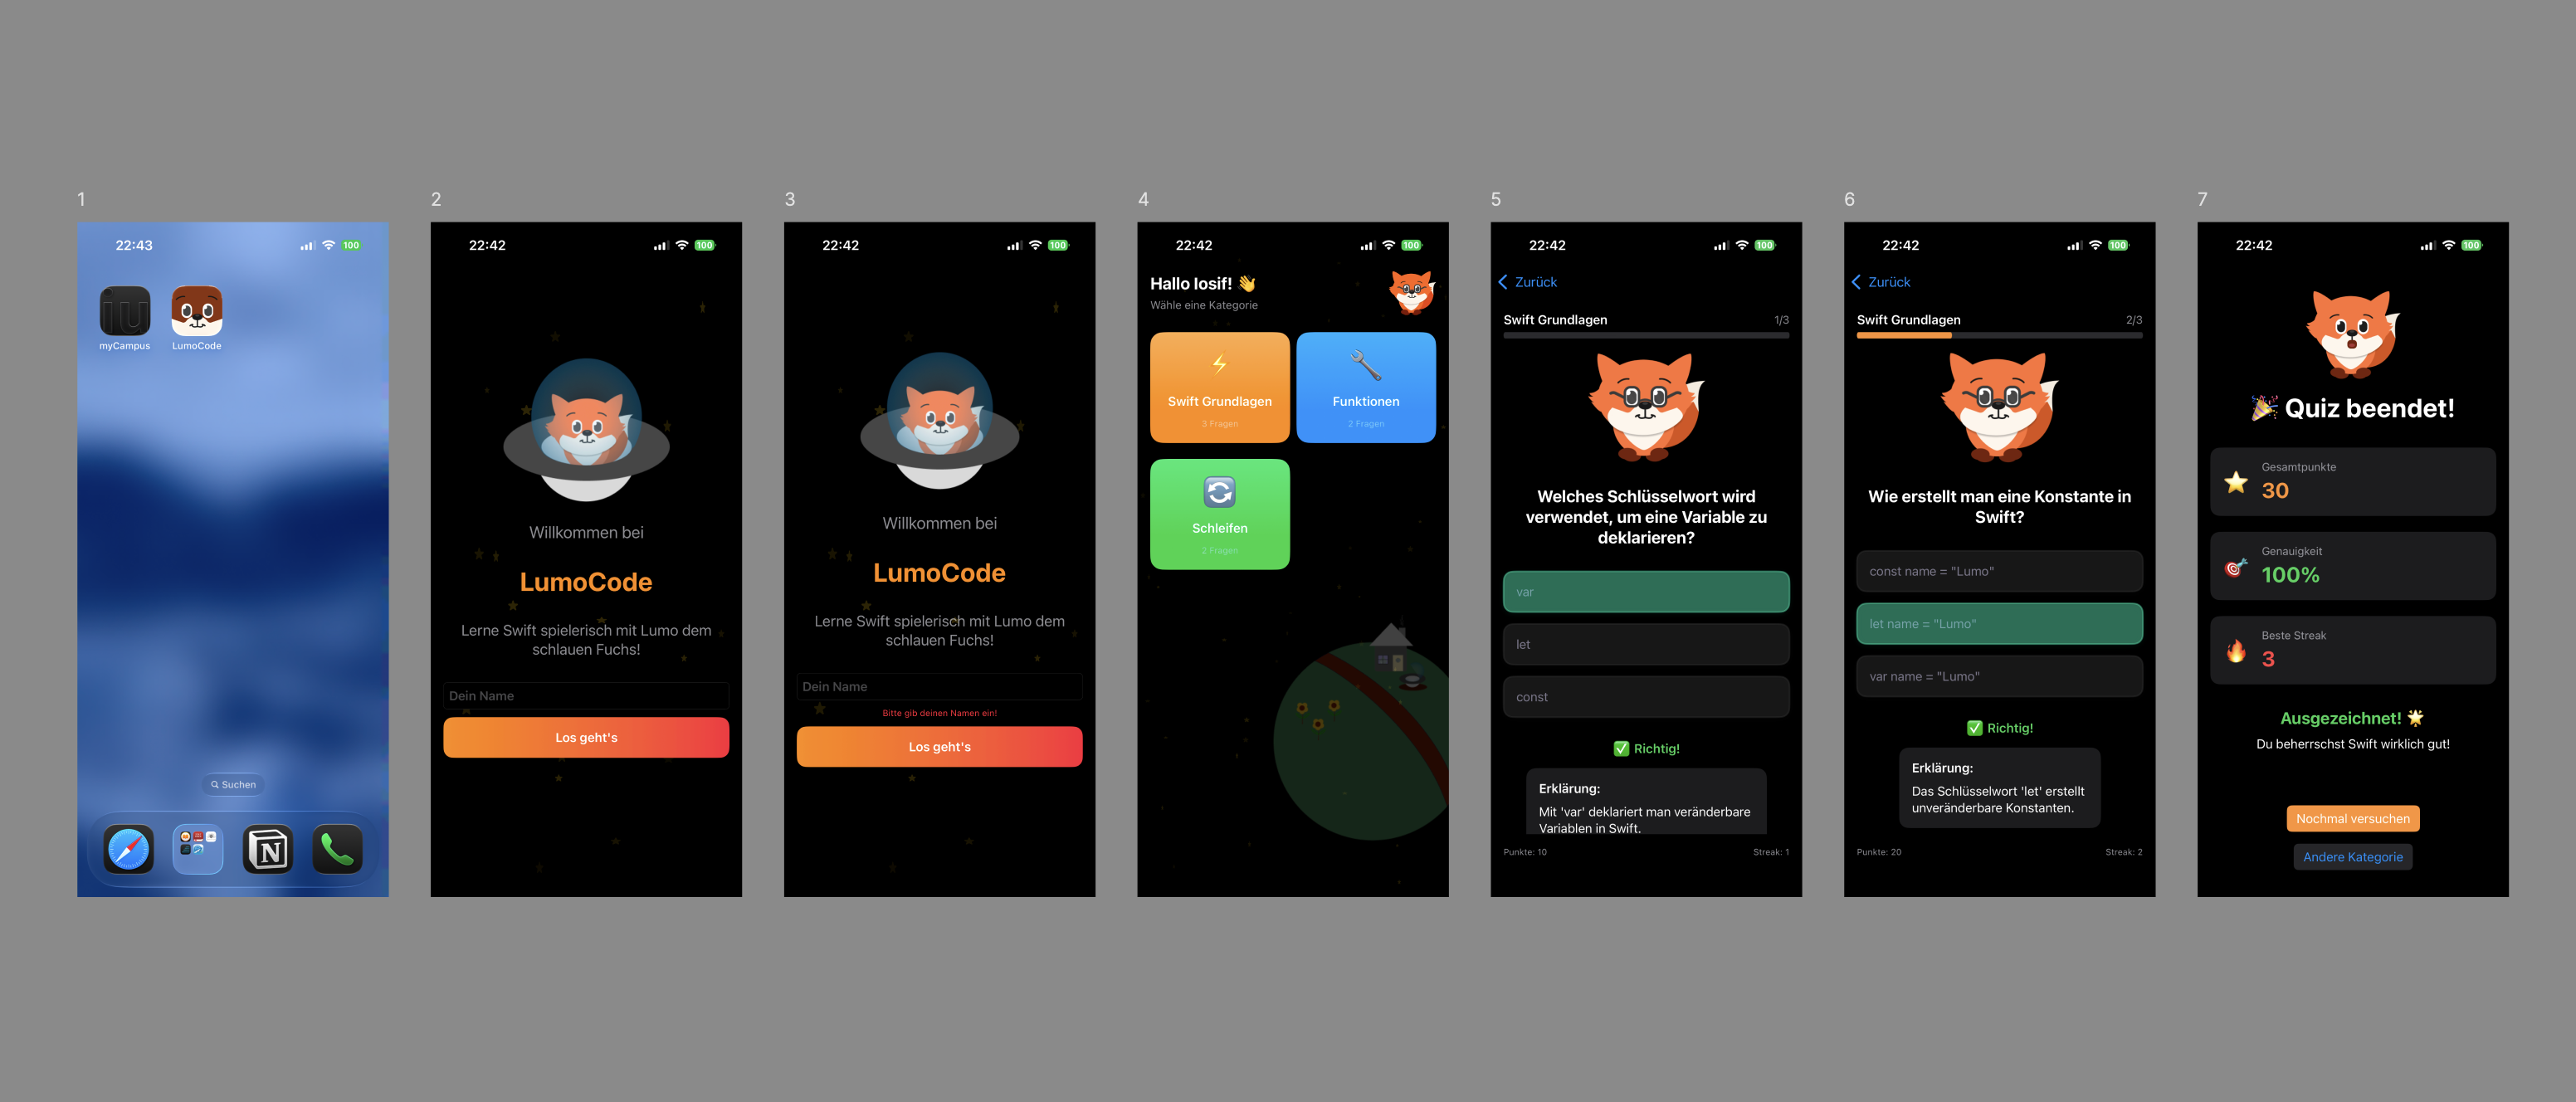 1
22:43
100
myCampus
LumoCode
Suchen
2
22:42
100
Willkommen bei
LumoCode
Lerne Swift spielerisch mit Lumo dem
schlauen Fuchs!
Dein Name
Los geht's
3
22:42
100
Willkommen bei
LumoCode
Lerne Swift spielerisch mit Lumo dem
schlauen Fuchs!
Dein Name
Bitte gib deinen Namen ein!
Los geht's
4
22:42
100
Hallo Iosif! 👋
Wähle eine Kategorie
Swift Grundlagen
3 Fragen
Funktionen
2 Fragen
Schleifen
2 Fragen
5
22:42
100
Zurück
Swift Grundlagen
1/3
Welches Schlüsselwort wird
verwendet, um eine Variable zu
deklarieren?
var
let
const
✅ Richtig!
Erklärung:
Mit 'var' deklariert man veränderbare
Variablen in Swift.
Punkte: 10
Streak: 1
6
22:42
100
Zurück
Swift Grundlagen
2/3
Wie erstellt man eine Konstante in
Swift?
const name = "Lumo"
let name = "Lumo"
var name = "Lumo"
✅ Richtig!
Erklärung:
Das Schlüsselwort 'let' erstellt
unveränderbare Konstanten.
Punkte: 20
Streak: 2
7
22:42
100
🎉 Quiz beendet!
Gesamtpunkte
30
Genauigkeit
100%
Beste Streak
3
Ausgezeichnet! 🌟
Du beherrschst Swift wirklich gut!
Nochmal versuchen
Andere Kategorie